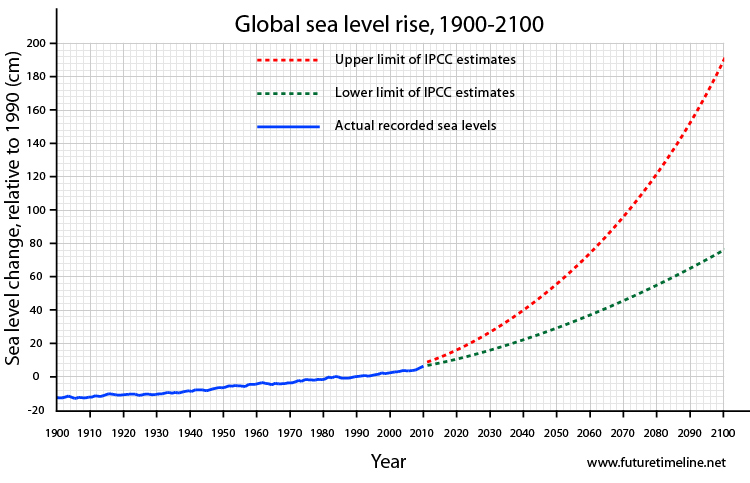 Global sea level rise, 1900-2100
Sea level change, relative to 1990 (cm)
200
180
160
140
120
100
80
60
40
20
0
-20
Upper limit of IPCC estimates
Lower limit of IPCC estimates
Actual recorded sea levels
1900 1910 1920 1930 1940 1950 1960 1970 1980 1990 2000 2010 2020 2030 2040 2050 2060 2070 2080 2090 2100
Year
www.futuretimeline.net